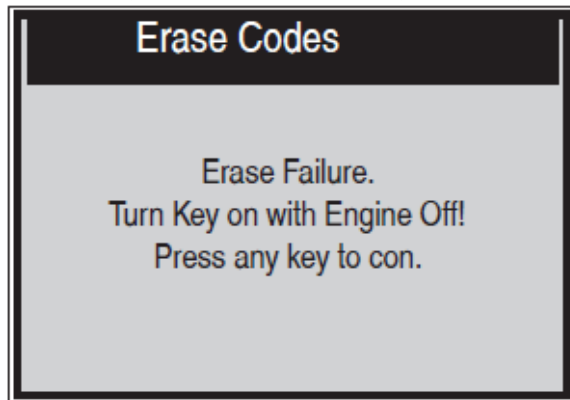 Erase Codes
Erase Failure.
Turn Key on with Engine Off!
Press any key to con.